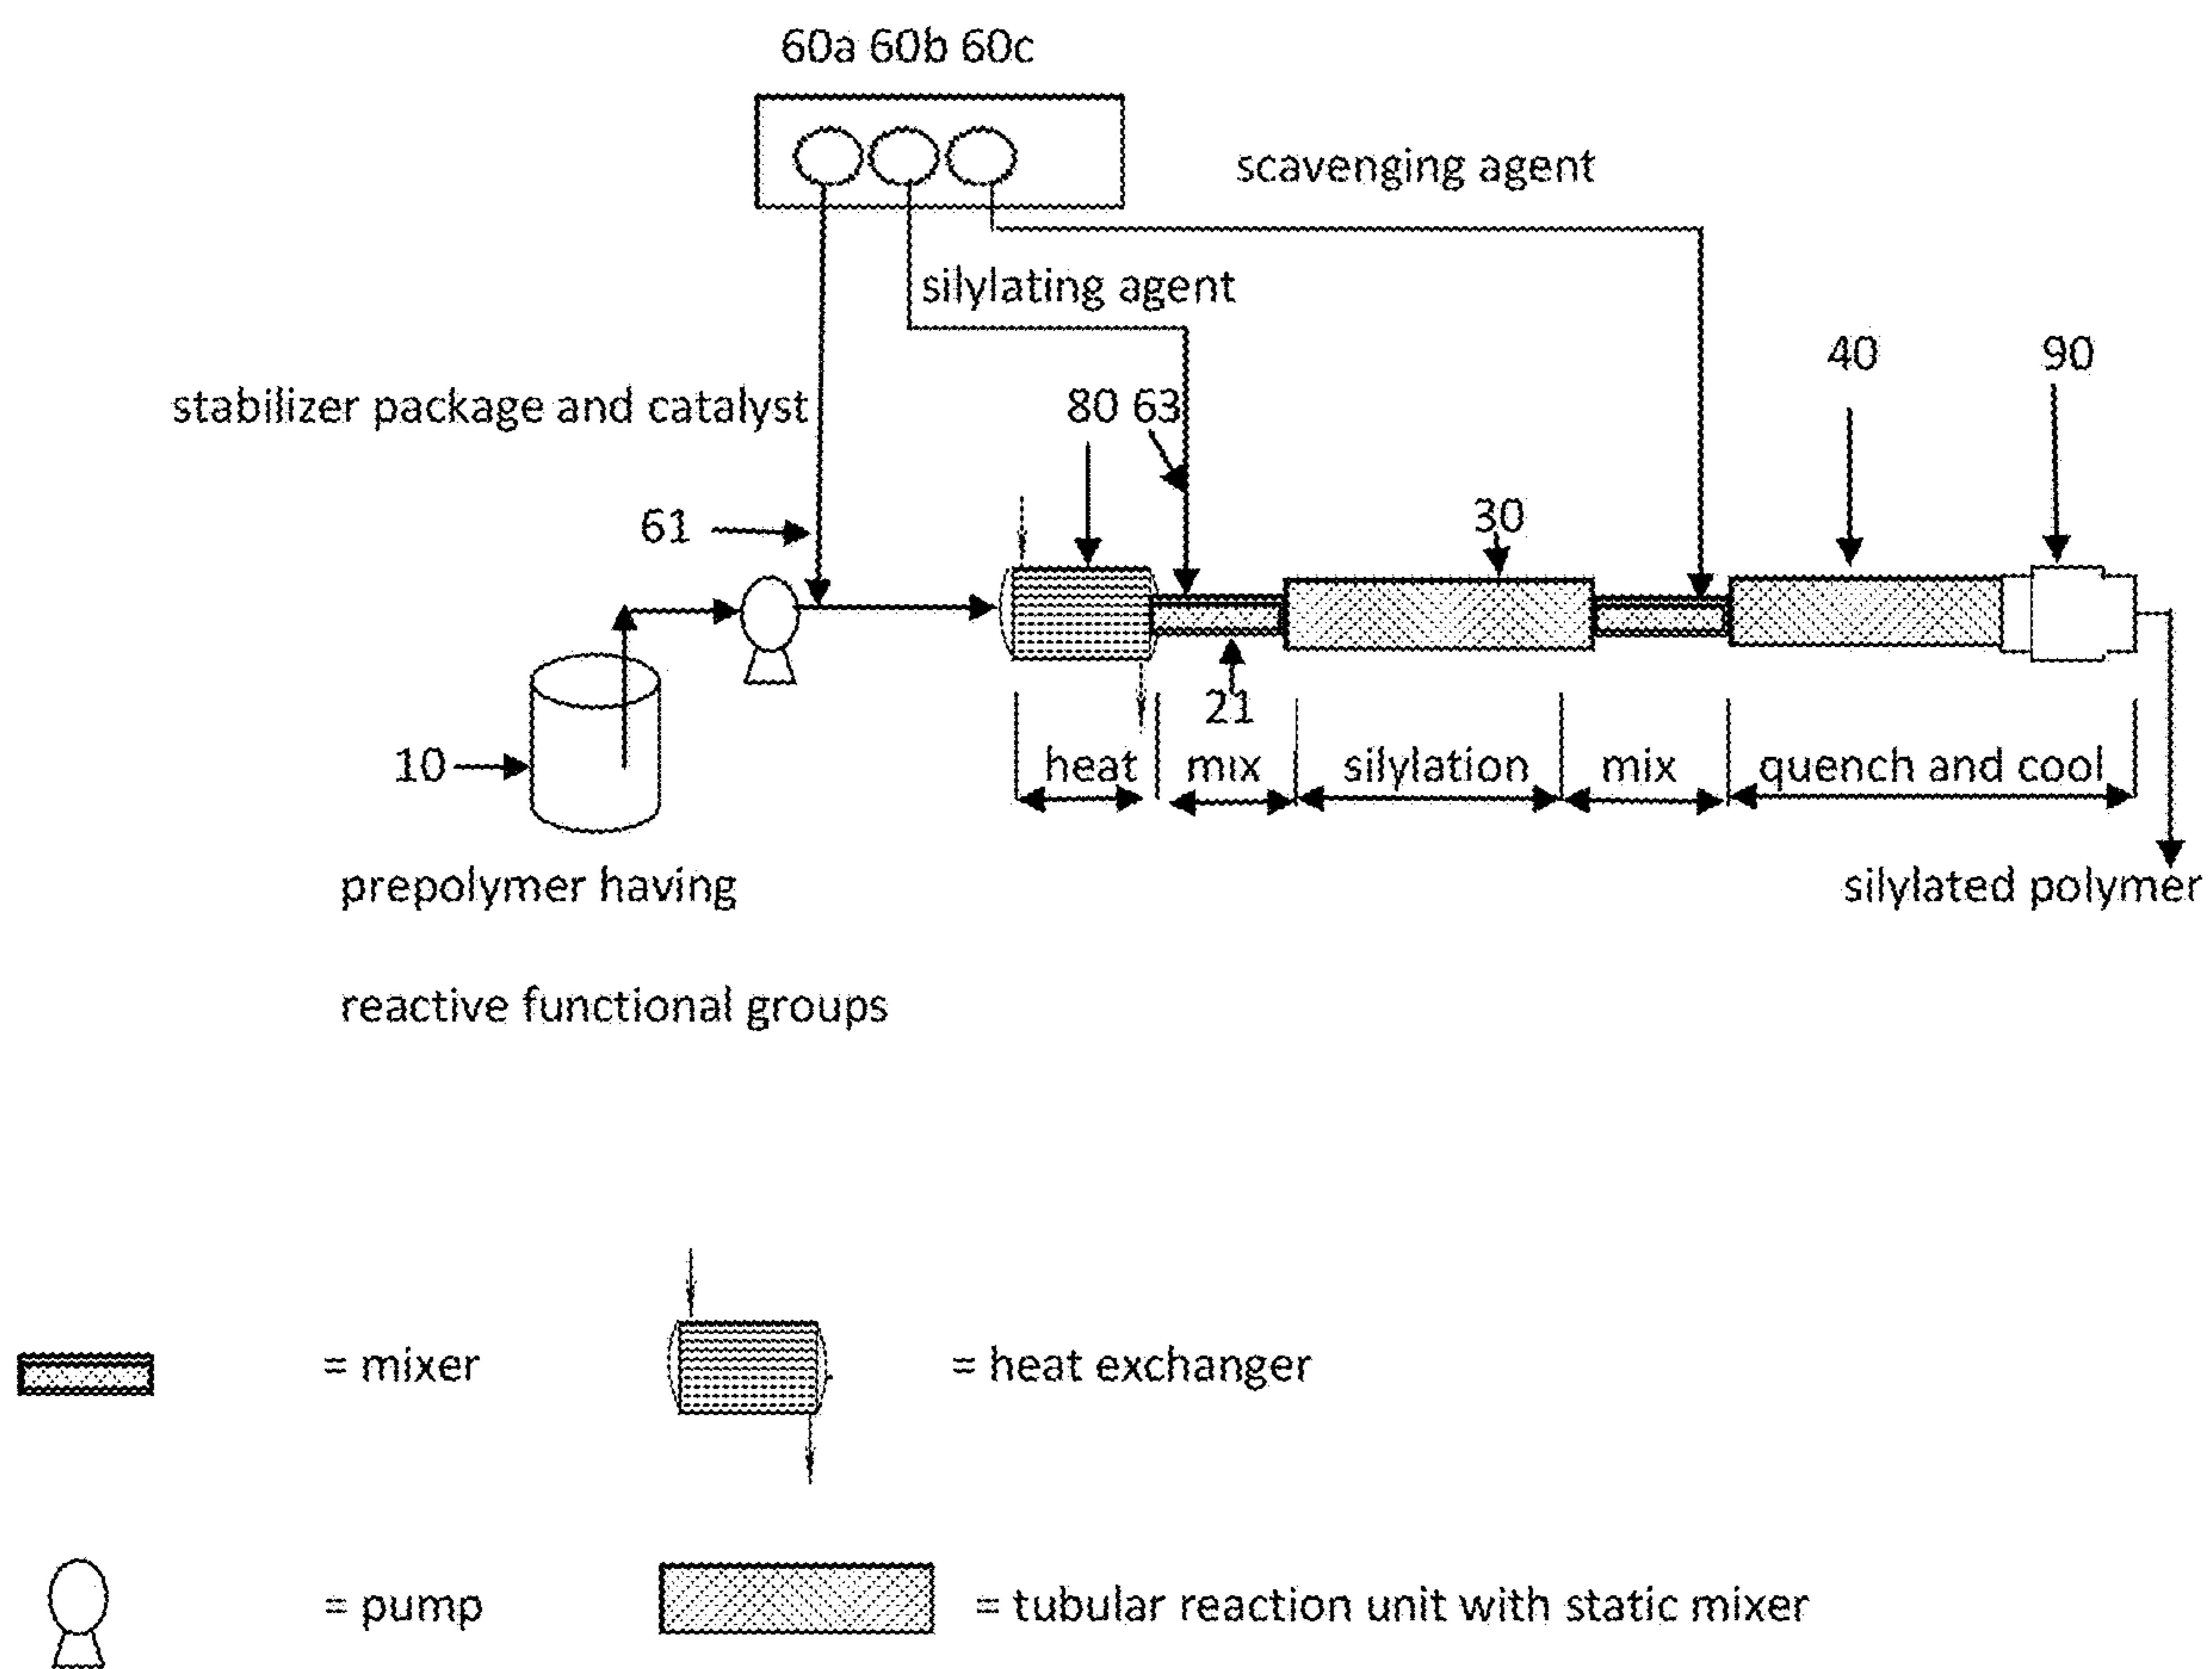 60a 60b 60c
scavenging agent
silylating agent
40
90
stabilizer package and catalyst
80 63
61
30
21
10
heat
mix
silylation
mix
quench and cool
prepolymer having
silylated polymer
reactive functional groups
= mixer
= heat exchanger
= pump
= tubular reaction unit with static mixer